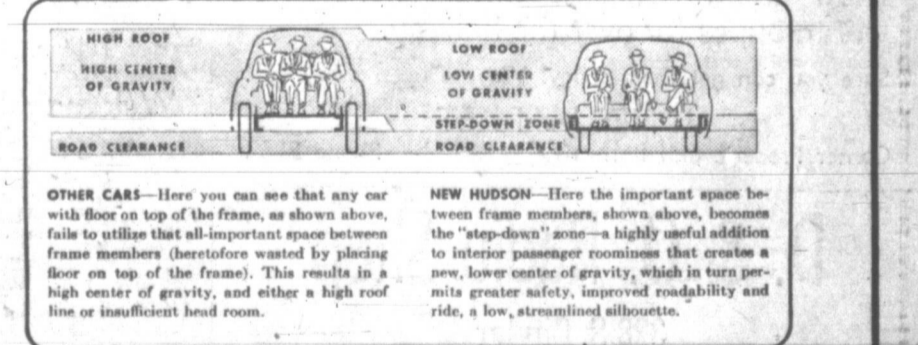 HIGH ROOF
HIGH CENTER
OF GRAVITY
ROAD CLEARANCE
LOW ROOF
LOW CENTER
OF GRAVITY
STEP-DOWN ZONE
ROAD CLEARANCE
OTHER CARS—Here you can see that any car
with floor on top of the frame, as shown above,
fails to utilize that all-important space between
frame members (heretofore wasted by placing
floor on top of the frame). This results in a
high center of gravity, and either a high roof
line or insufficient head room.
NEW HUDSON—Here the important space be-
tween frame members, shown above, becomes
the "step-down" zone—a highly useful addition
to interior passenger roominess that creates a
new, lower center of gravity, which in turn per-
mits greater safety, improved roadability and
ride, a low, streamlined silhouette.